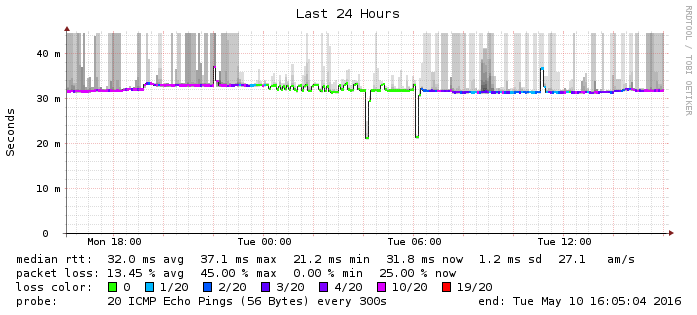 Last 24 Hours
RRDTOOL / TOBI OETIKER
Seconds
40 m
30 m
20 m
10 m
0
Mon 18:00 Tue 00:00 Tue 06:00 Tue 12:00
median rtt: 32.0 ms avg 37.1 ms max 21.2 ms min 31.8 ms now 1.2 ms sd 27.1 am/s
packet loss: 13.45 % avg 45.00 % max 0.00 % min 25.00 % now
loss color: 0 1/20 2/20 3/20 4/20 10/20 19/20
probe: 20 ICMP Echo Pings (56 Bytes) every 300s end: Tue May 10 16:05:04 2016